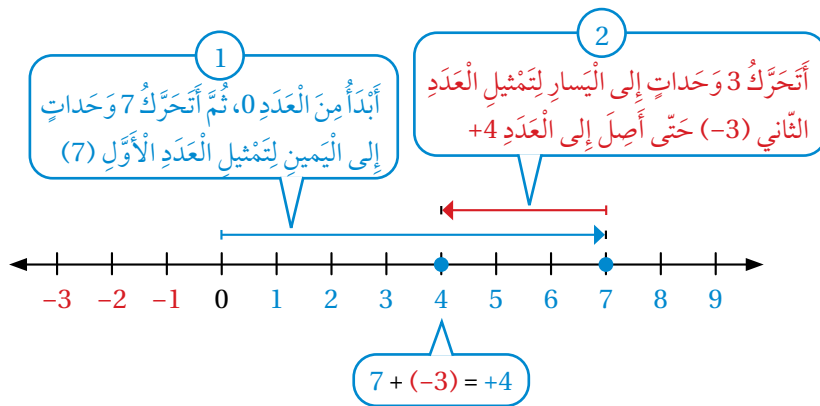 1
أَبْدَأُ مِنَ الْعَدَدِ 0، ثُمَّ أَتَحَرَّكُ 7 وَحَداتٍ
إِلى الْيَمينِ لِتَمْثيلِ الْعَدَدِ الْأَوَّلِ (7)
2
أَتَحَرَّكُ 3 وَحَداتٍ إِلى الْيَسارِ لِتَمْثيلِ الْعَدَدِ
الثّاني (−3) حَتّى أَصِلَ إِلى الْعَدَدِ +4
−3 −2 −1 0 1 2 3 4 5 6 7 8 9
7 + (−3) = +4